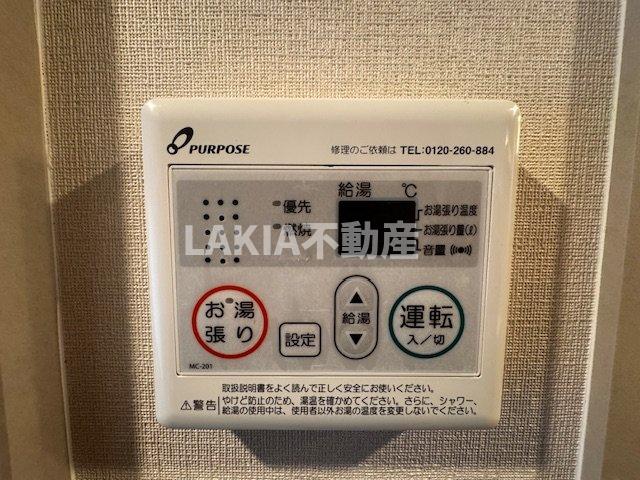 PURPOSE
修理のご依頼は TEL:0120-260-884
給湯 ℃
優先
燃焼
お湯張り温度
お湯張り量(ℓ)
音量
LAKIA不動産
お湯張り
設定
給湯
運転
入/切
MC-201
取扱説明書をよく読んで正しく安全にお使いください。
⚠警告 やけど防止のため、湯温を確かめてください。さらに、シャワー、
給湯の使用中は、使用者以外お湯の温度を変更しないでください。